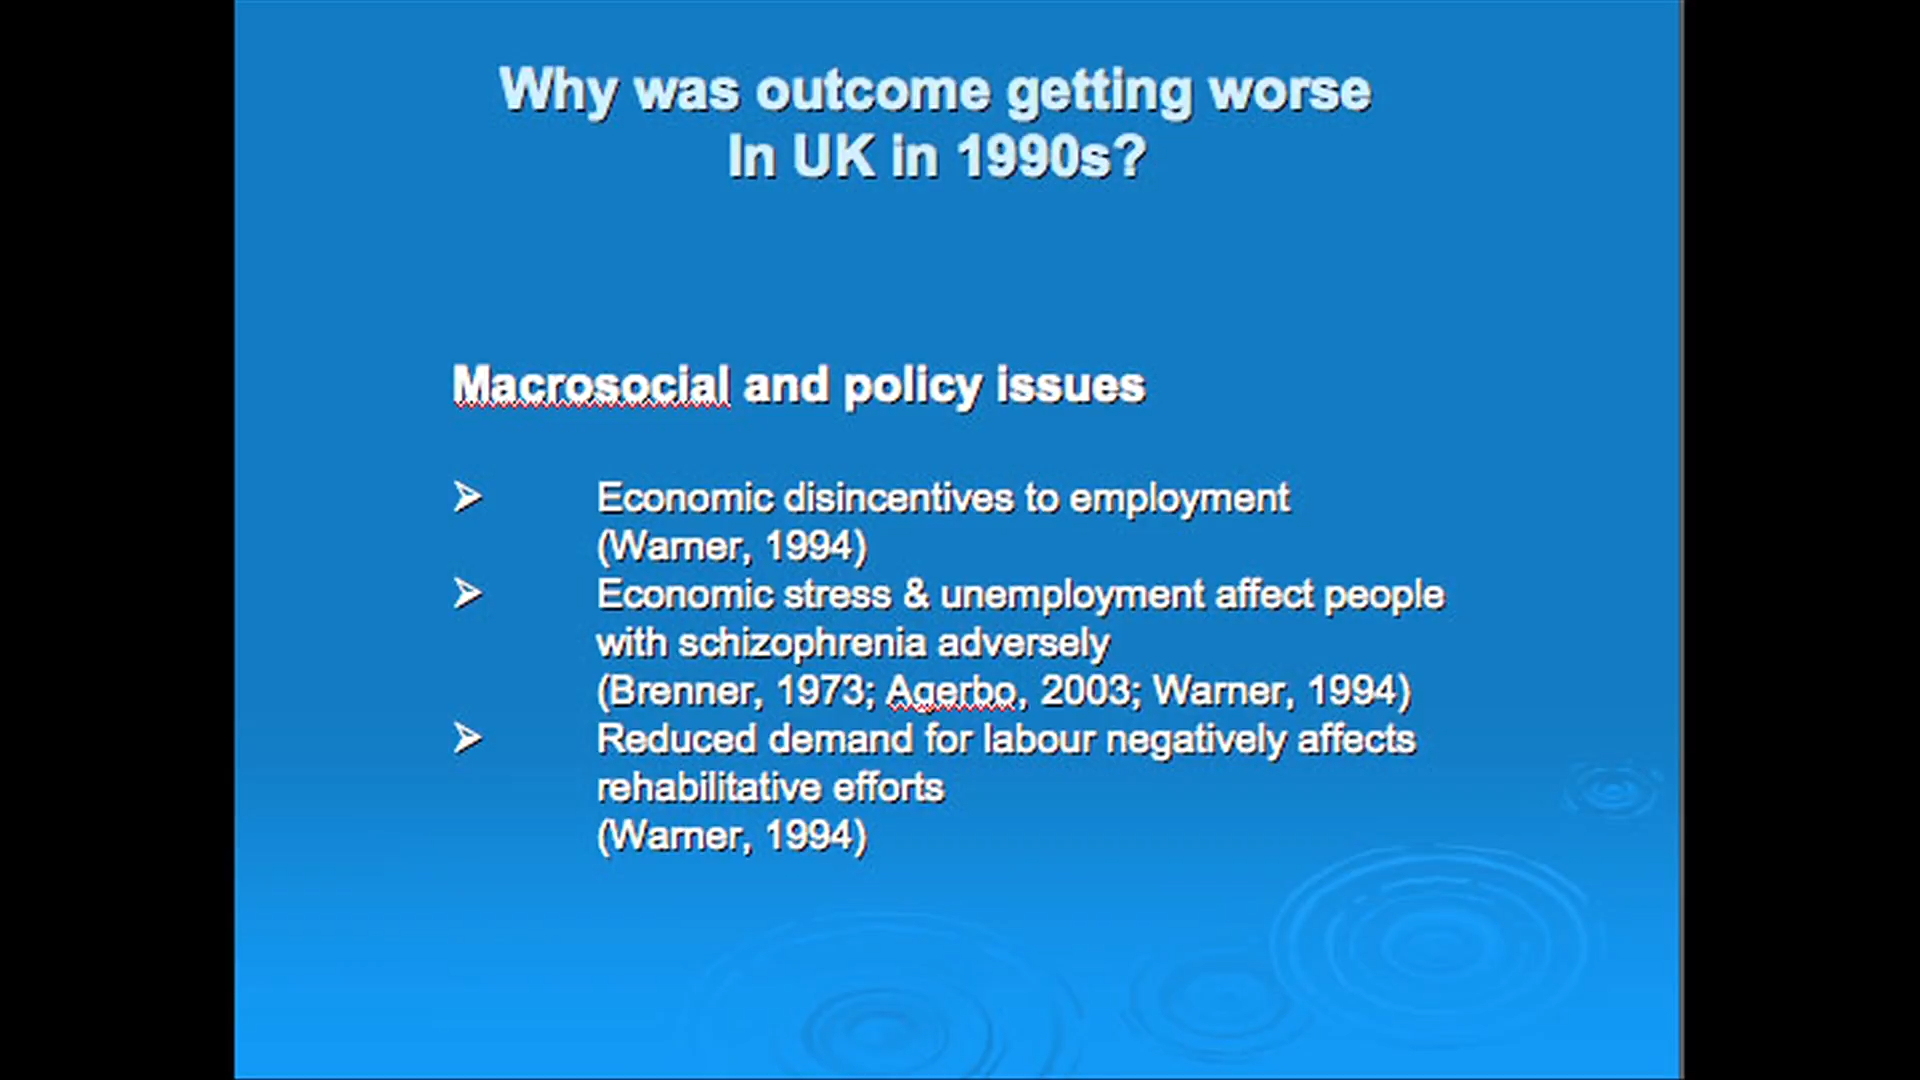 Why was outcome getting worse
In UK in 1990s?
Macrosocial and policy issues
➢ Economic disincentives to employment
(Warner, 1994)
➢ Economic stress & unemployment affect people
with schizophrenia adversely
(Brenner, 1973; Agerbo, 2003; Warner, 1994)
➢ Reduced demand for labour negatively affects
rehabilitative efforts
(Warner, 1994)